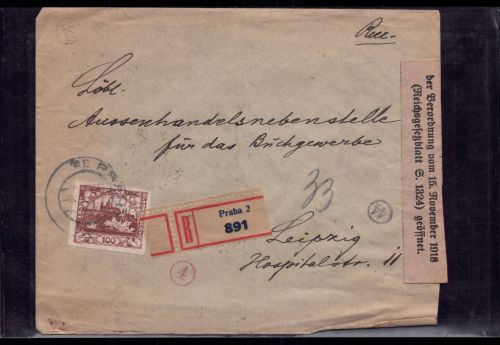 Rec.
Löbl.
Aussenhandelsnebenstelle
für das Buchgewerbe
33
Leipzig
Hospitalstr. 11
R
Praha 2
891
100
der Verordnung vom 15. November 1918
(Reichsgesetzblatt S. 1324) geöffnet.